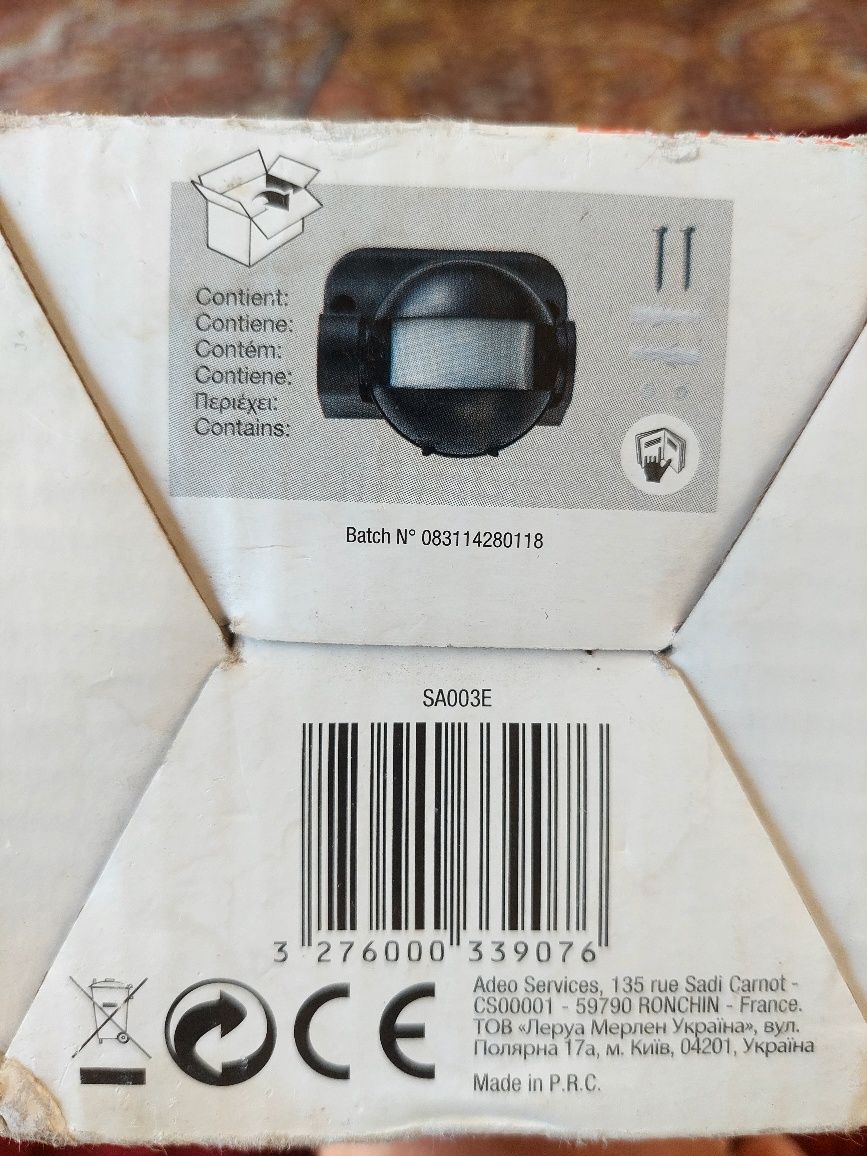 Contient:
Contiene:
Contém:
Contiene:
Περιέχει:
Contains:
Batch N° 083114280118
SA003E
3 276000 339076
CE
Adeo Services, 135 rue Sadi Carnot -
CS00001 - 59790 RONCHIN - France.
ТОВ «Леруа Мерлен Україна», вул.
Полярна 17а, м. Київ, 04201, Україна
Made in P.R.C.